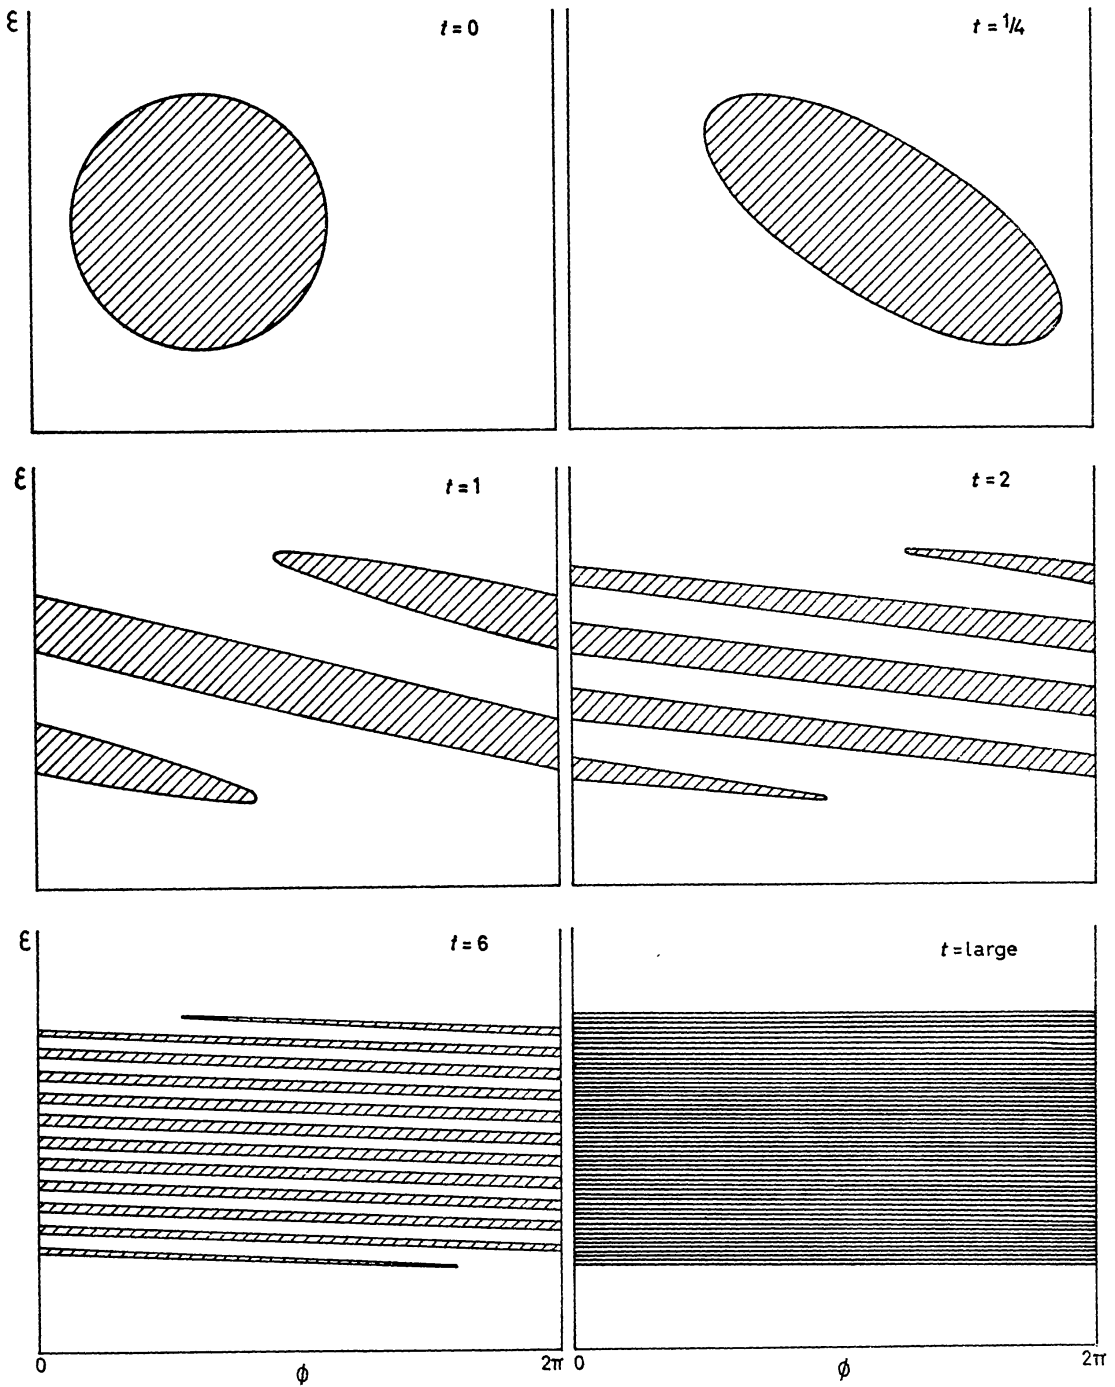 ε
t = 0
t = 1/4
ε
t = 1
t = 2
ε
t = 6
t = large
0
ϕ
2π
0
ϕ
2π